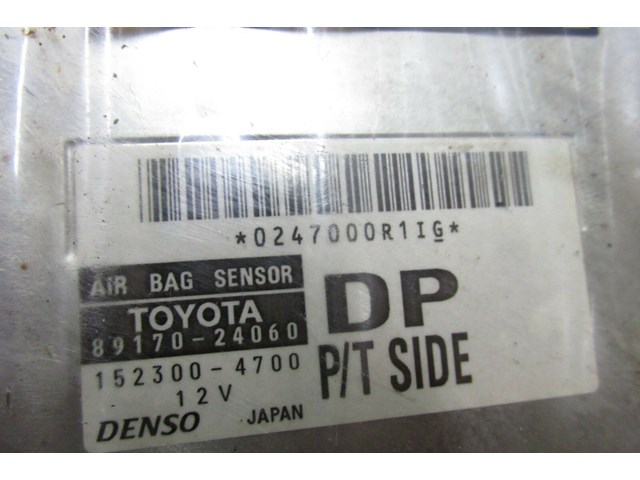 *0247000R1IG*
AIR BAG SENSOR
TOYOTA
89170-24060
152300-4700
12V
DENSO JAPAN
DP
P/T SIDE